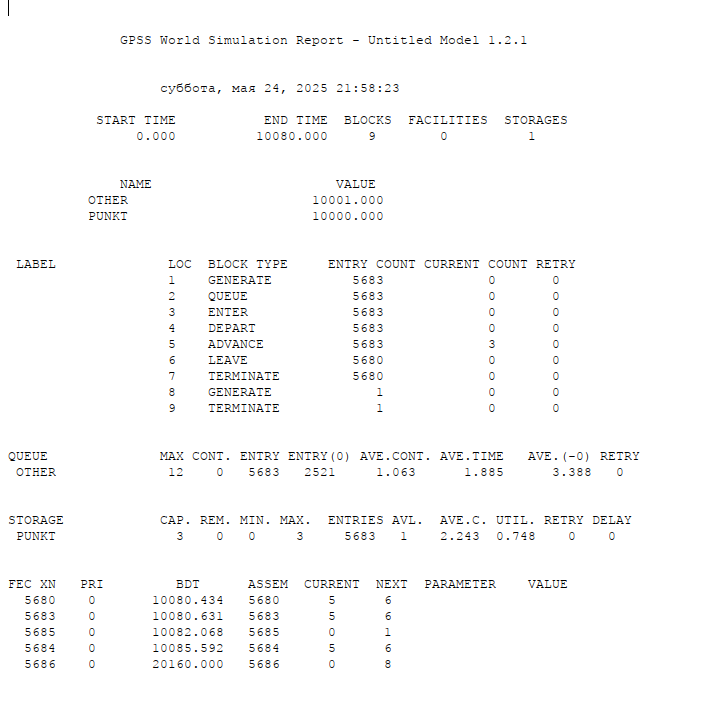 GPSS World Simulation Report - Untitled Model 1.2.1
суббота, мая 24, 2025 21:58:23
START TIME END TIME BLOCKS FACILITIES STORAGES
0.000 10080.000 9 0 1
NAME VALUE
OTHER 10001.000
PUNKT 10000.000
LABEL LOC BLOCK TYPE ENTRY COUNT CURRENT COUNT RETRY
1 GENERATE 5683 0 0
2 QUEUE 5683 0 0
3 ENTER 5683 0 0
4 DEPART 5683 0 0
5 ADVANCE 5683 3 0
6 LEAVE 5680 0 0
7 TERMINATE 5680 0 0
8 GENERATE 1 0 0
9 TERMINATE 1 0 0
QUEUE MAX CONT. ENTRY ENTRY(0) AVE.CONT. AVE.TIME AVE.(-0) RETRY
OTHER 12 0 5683 2521 1.063 1.885 3.388 0
STORAGE CAP. REM. MIN. MAX. ENTRIES AVL. AVE.C. UTIL. RETRY DELAY
PUNKT 3 0 0 3 5683 1 2.243 0.748 0 0
FEC XN PRI BDT ASSEM CURRENT NEXT PARAMETER VALUE
5680 0 10080.434 5680 5 6
5683 0 10080.631 5683 5 6
5685 0 10082.068 5685 0 1
5684 0 10085.592 5684 5 6
5686 0 20160.000 5686 0 8